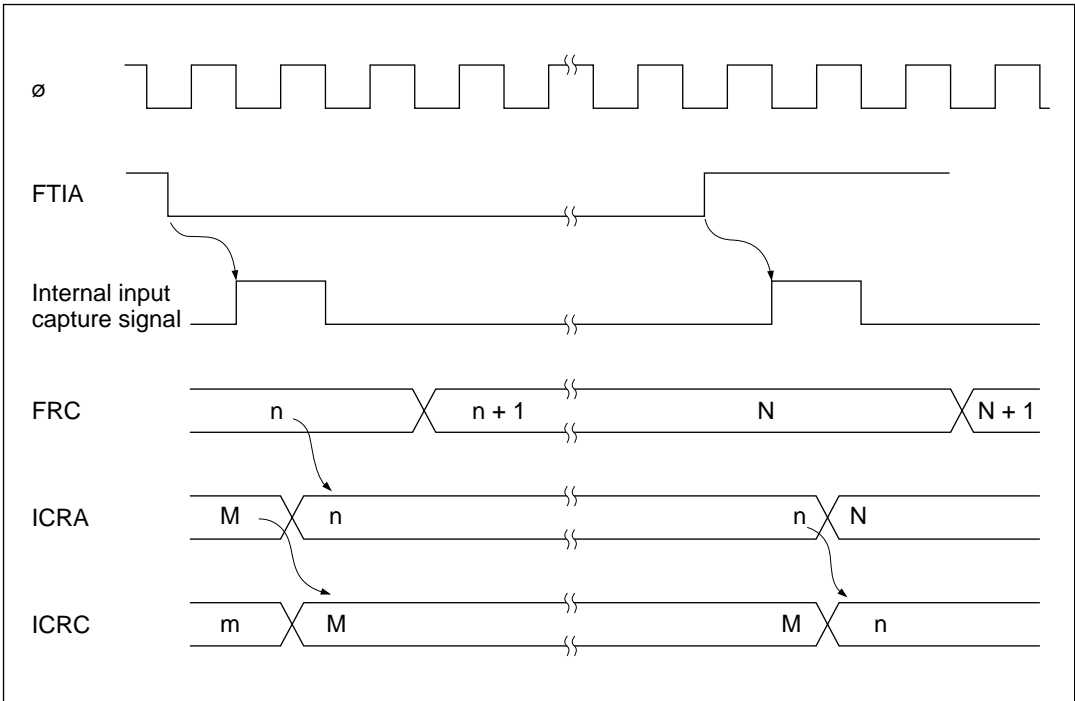 ø
FTIA
Internal input
capture signal
FRC
n
n + 1
N
N + 1
ICRA
M
n
n
N
ICRC
m
M
M
n